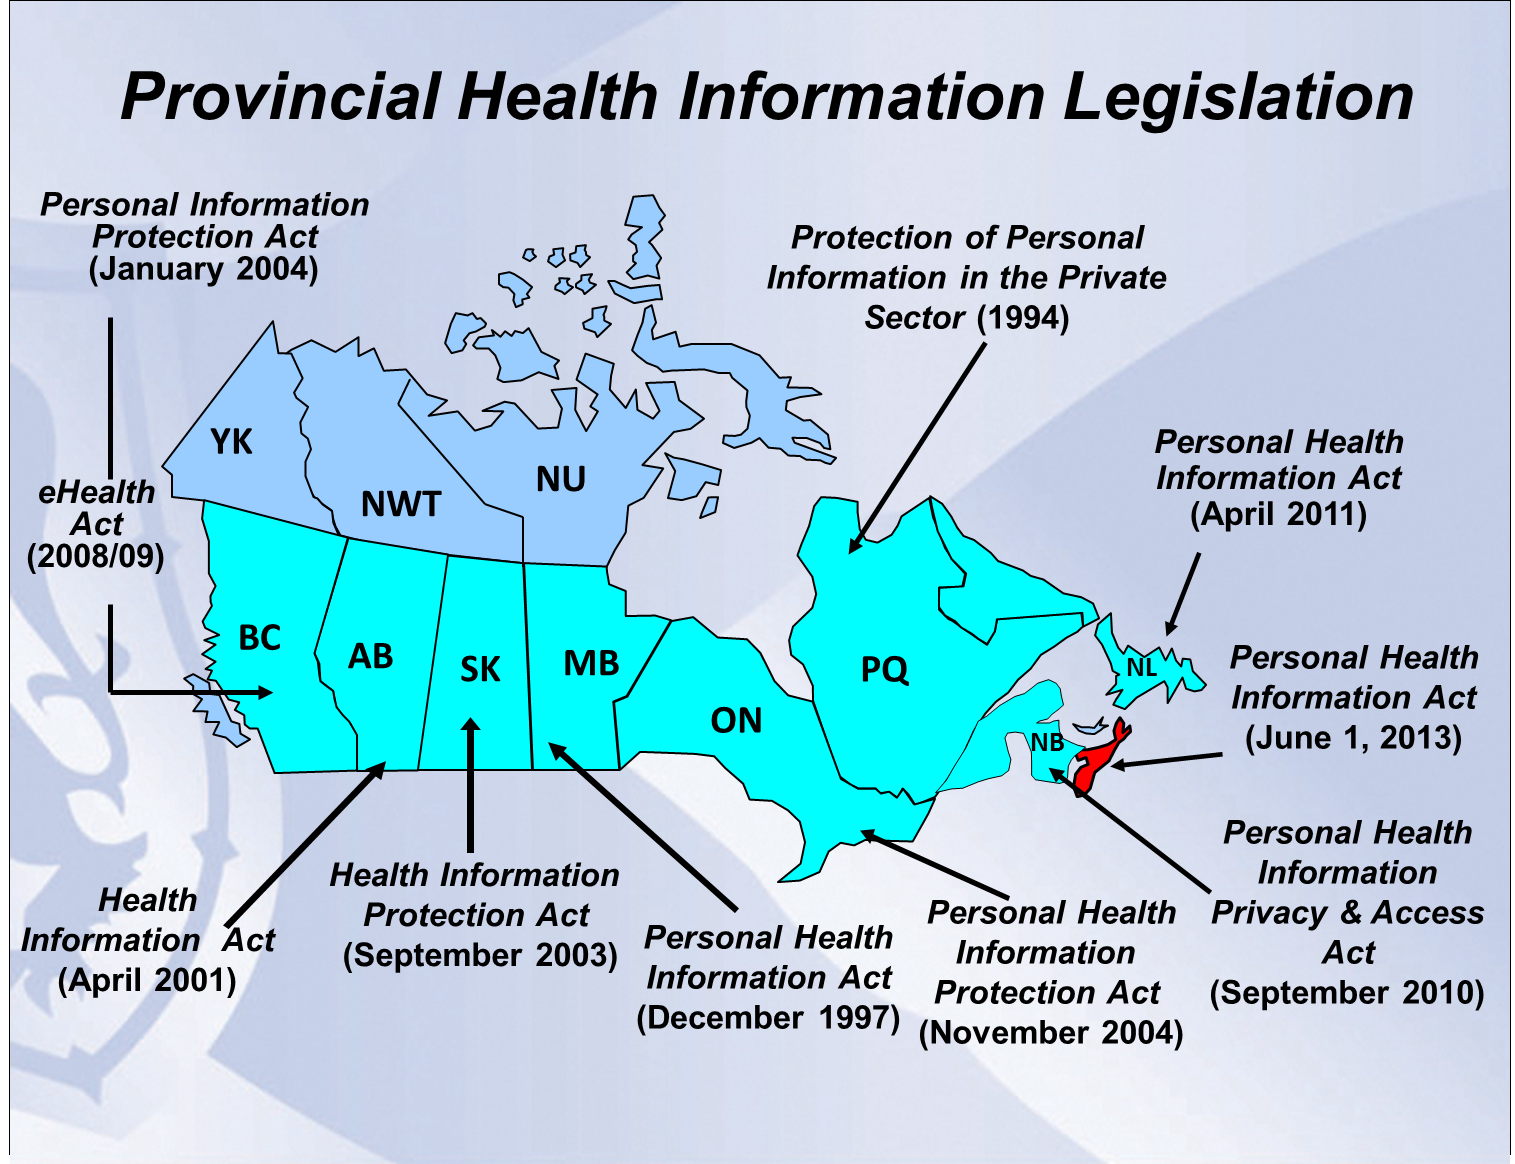 Provincial Health Information Legislation
Personal Information
Protection Act
(January 2004)
Protection of Personal
Information in the Private
Sector (1994)
YK
NWT
NU
eHealth
Act
(2008/09)
Personal Health
Information Act
(April 2011)
BC
AB
SK
MB
ON
PQ
NL
NB
Personal Health
Information Act
(June 1, 2013)
Health
Information Act
(April 2001)
Health Information
Protection Act
(September 2003)
Personal Health
Information Act
(December 1997)
Personal Health
Information
Protection Act
(November 2004)
Personal Health
Information
Privacy & Access
Act
(September 2010)